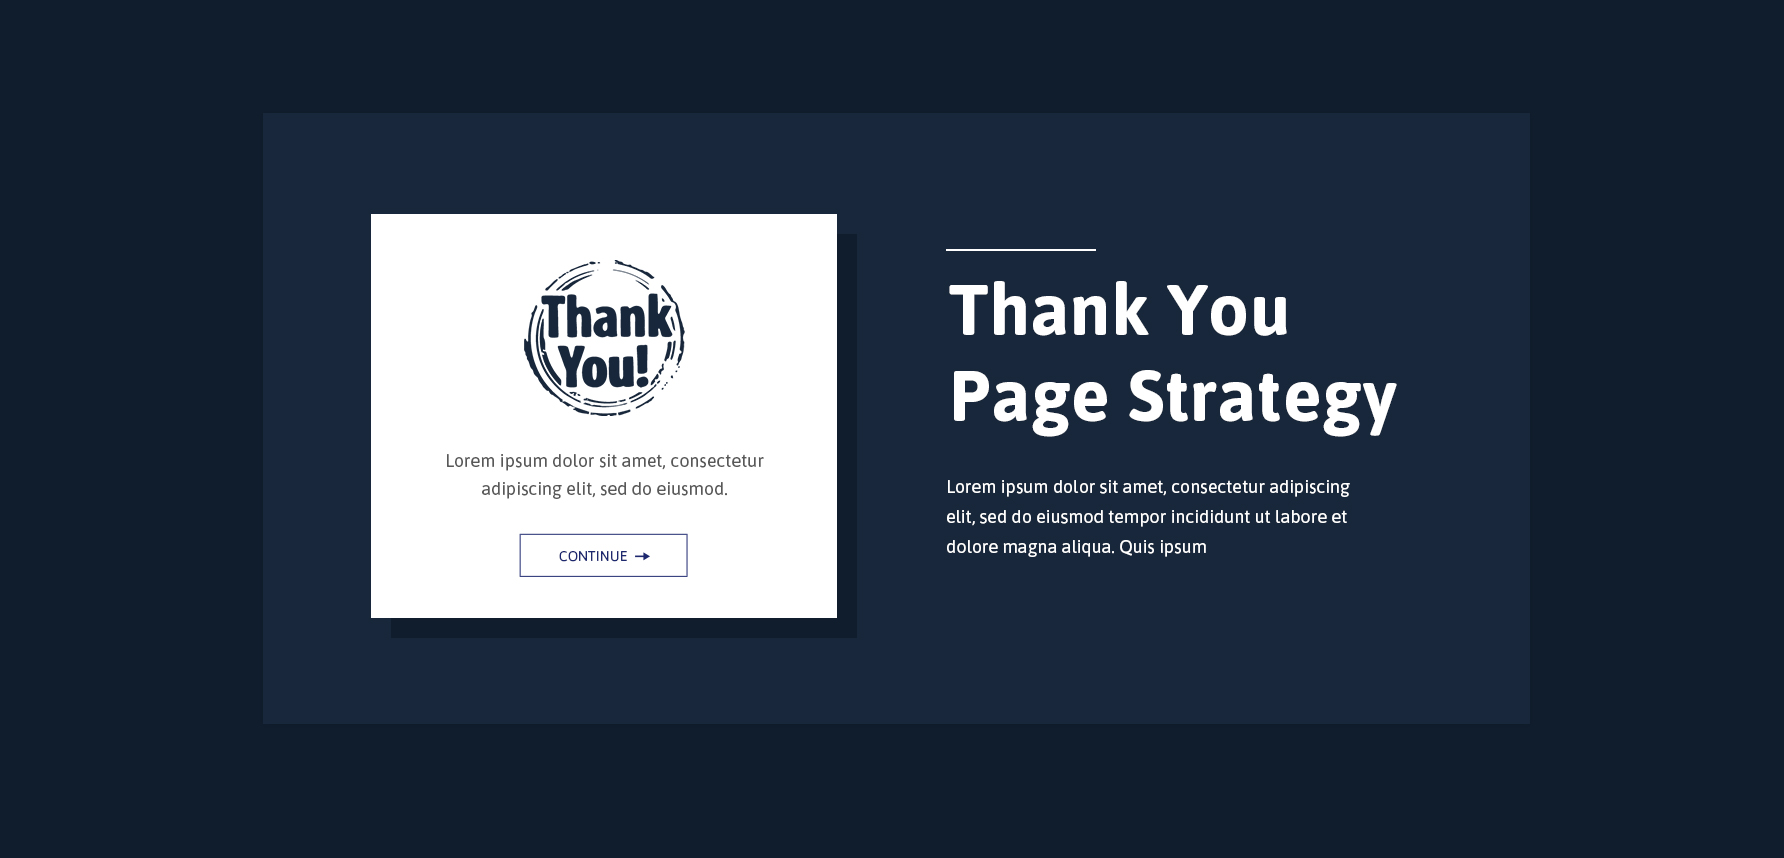 Thank
You!
Lorem ipsum dolor sit amet, consectetur
adipiscing elit, sed do eiusmod.
CONTINUE
Thank You
Page Strategy
Lorem ipsum dolor sit amet, consectetur adipiscing
elit, sed do eiusmod tempor incididunt ut labore et
dolore magna aliqua. Quis ipsum